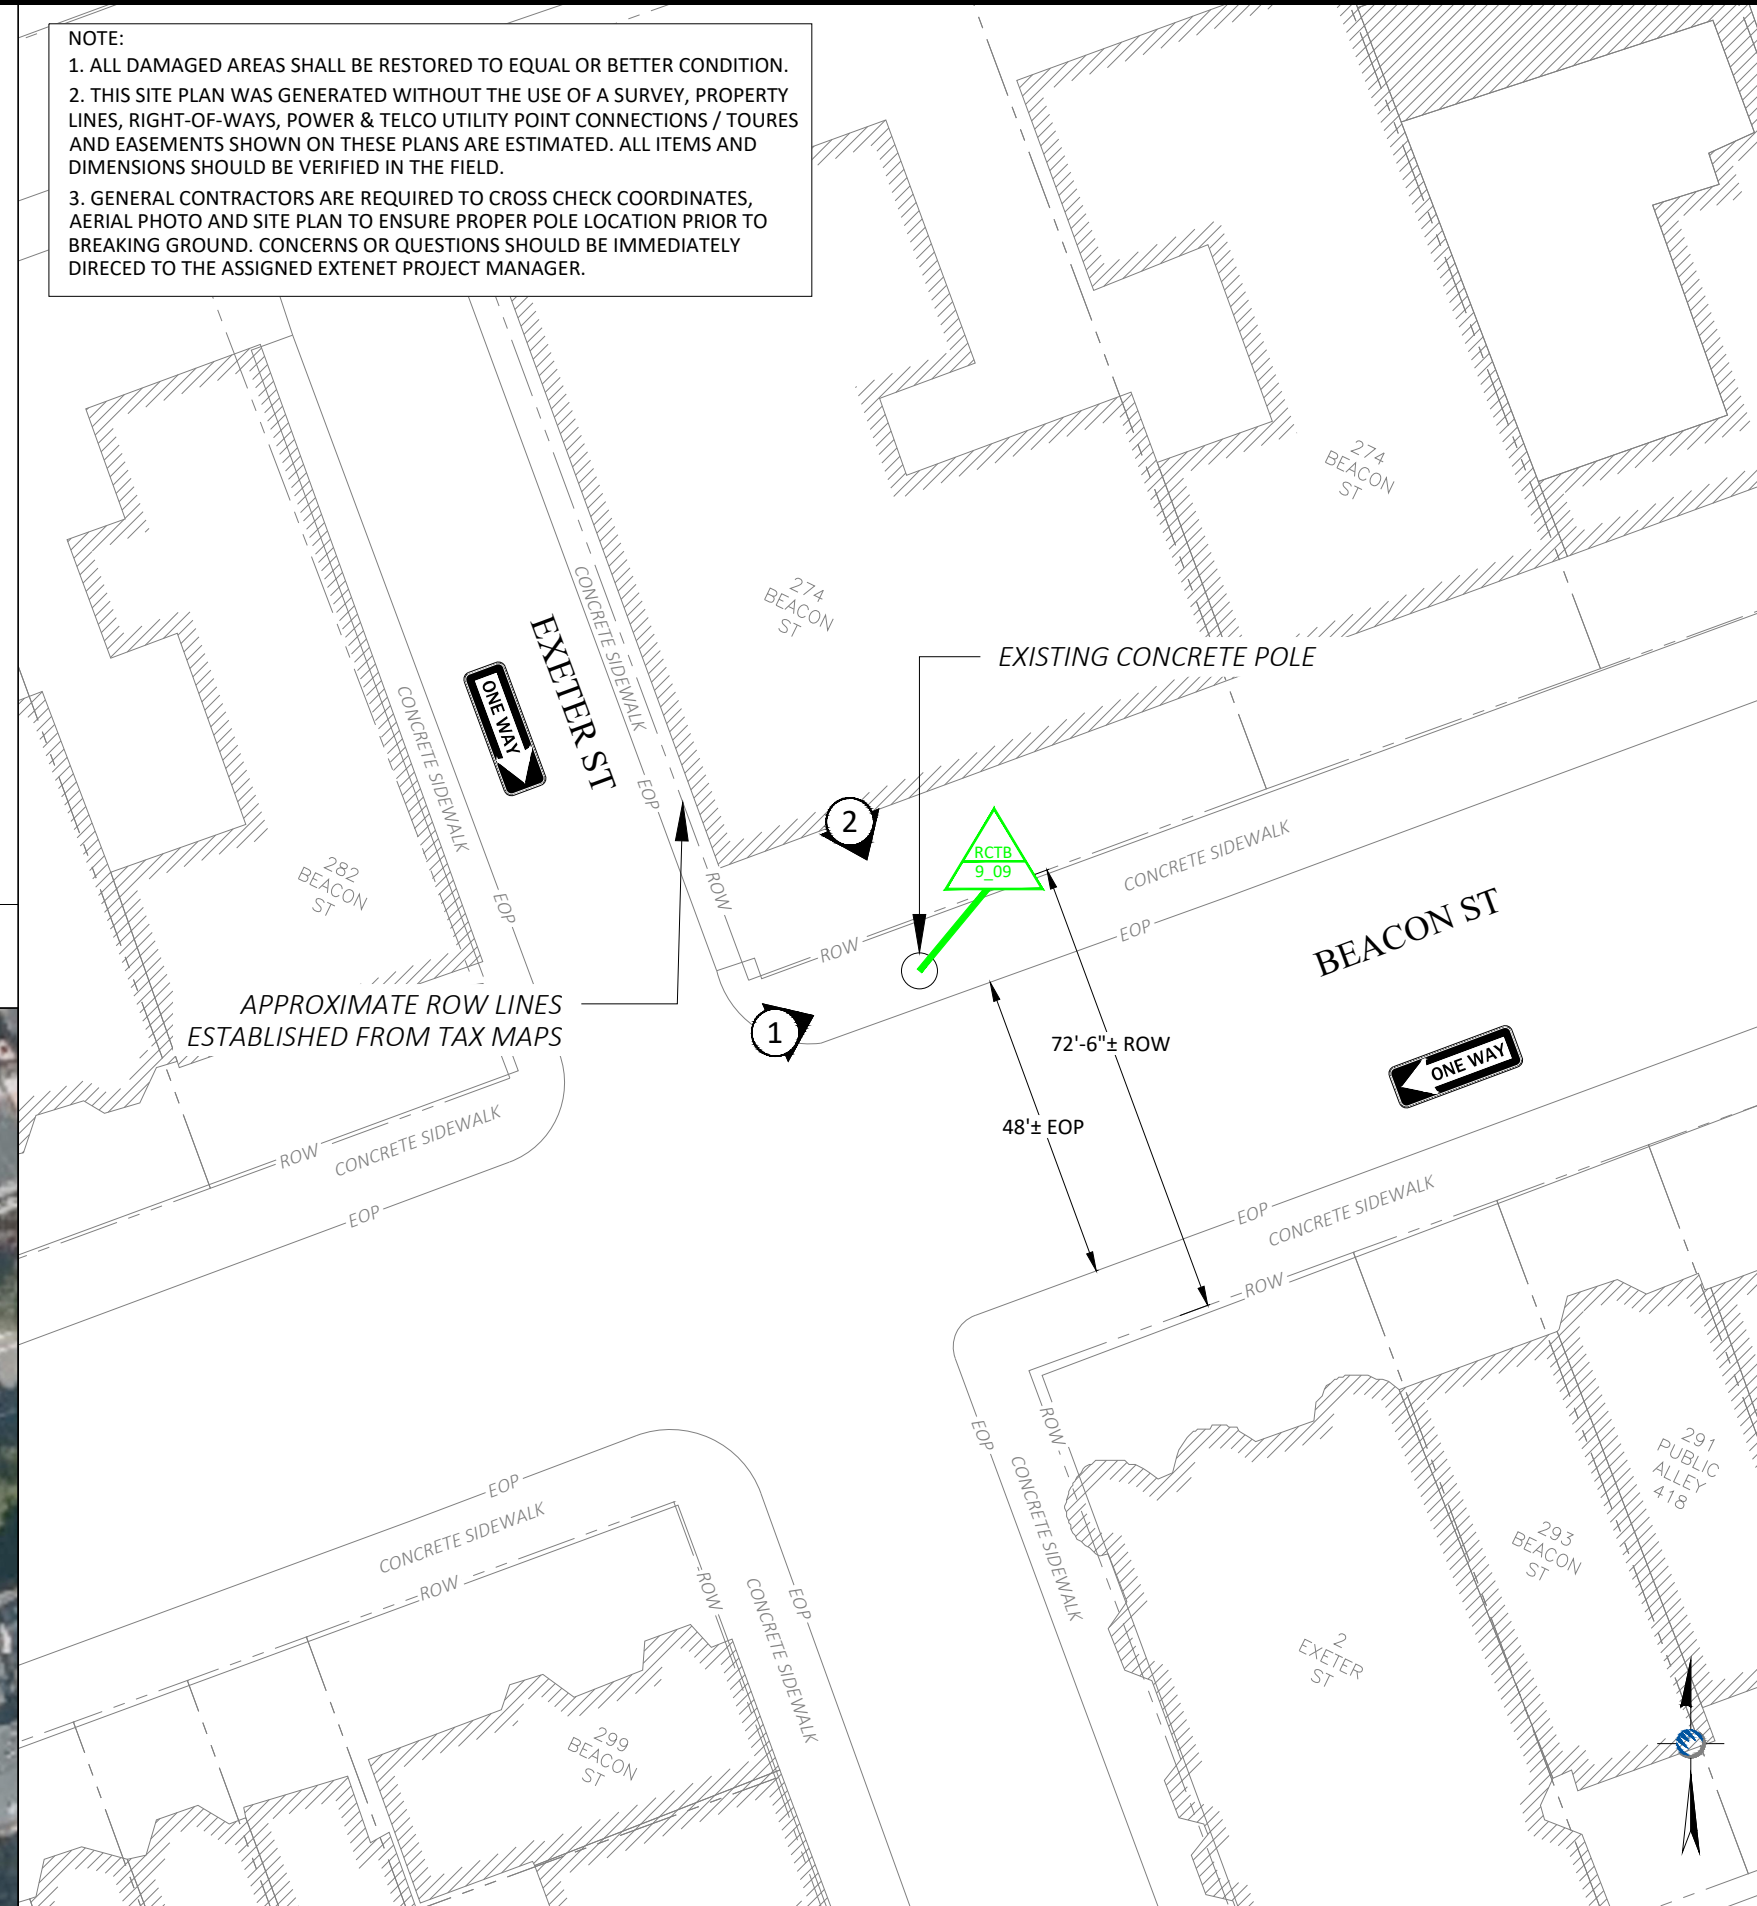 NOTE:
1. ALL DAMAGED AREAS SHALL BE RESTORED TO EQUAL OR BETTER CONDITION.
2. THIS SITE PLAN WAS GENERATED WITHOUT THE USE OF A SURVEY, PROPERTY
LINES, RIGHT-OF-WAYS, POWER & TELCO UTILITY POINT CONNECTIONS / TOURES
AND EASEMENTS SHOWN ON THESE PLANS ARE ESTIMATED. ALL ITEMS AND
DIMENSIONS SHOULD BE VERIFIED IN THE FIELD.
3. GENERAL CONTRACTORS ARE REQUIRED TO CROSS CHECK COORDINATES,
AERIAL PHOTO AND SITE PLAN TO ENSURE PROPER POLE LOCATION PRIOR TO
BREAKING GROUND. CONCERNS OR QUESTIONS SHOULD BE IMMEDIATELY
DIRECED TO THE ASSIGNED EXTENET PROJECT MANAGER.
274
BEACON
ST
274
BEACON
ST
CONCRETE SIDEWALK
EXETER ST
ONE WAY
CONCRETE SIDEWALK
EXISTING CONCRETE POLE
EOP
2
RCTB
9_09
CONCRETE SIDEWALK
282
BEACON
ST
EOP
ROW
ROW
EOP
BEACON ST
APPROXIMATE ROW LINES
ESTABLISHED FROM TAX MAPS
1
72'-6"± ROW
ONE WAY
48'± EOP
ROW
CONCRETE SIDEWALK
EOP
EOP
CONCRETE SIDEWALK
ROW
ROW
EOP
CONCRETE SIDEWALK
291
PUBLIC
ALLEY
418
EOP
CONCRETE SIDEWALK
ROW
293
BEACON
ST
ROW
EOP
CONCRETE SIDEWALK
2
EXETER
ST
299
BEACON
ST